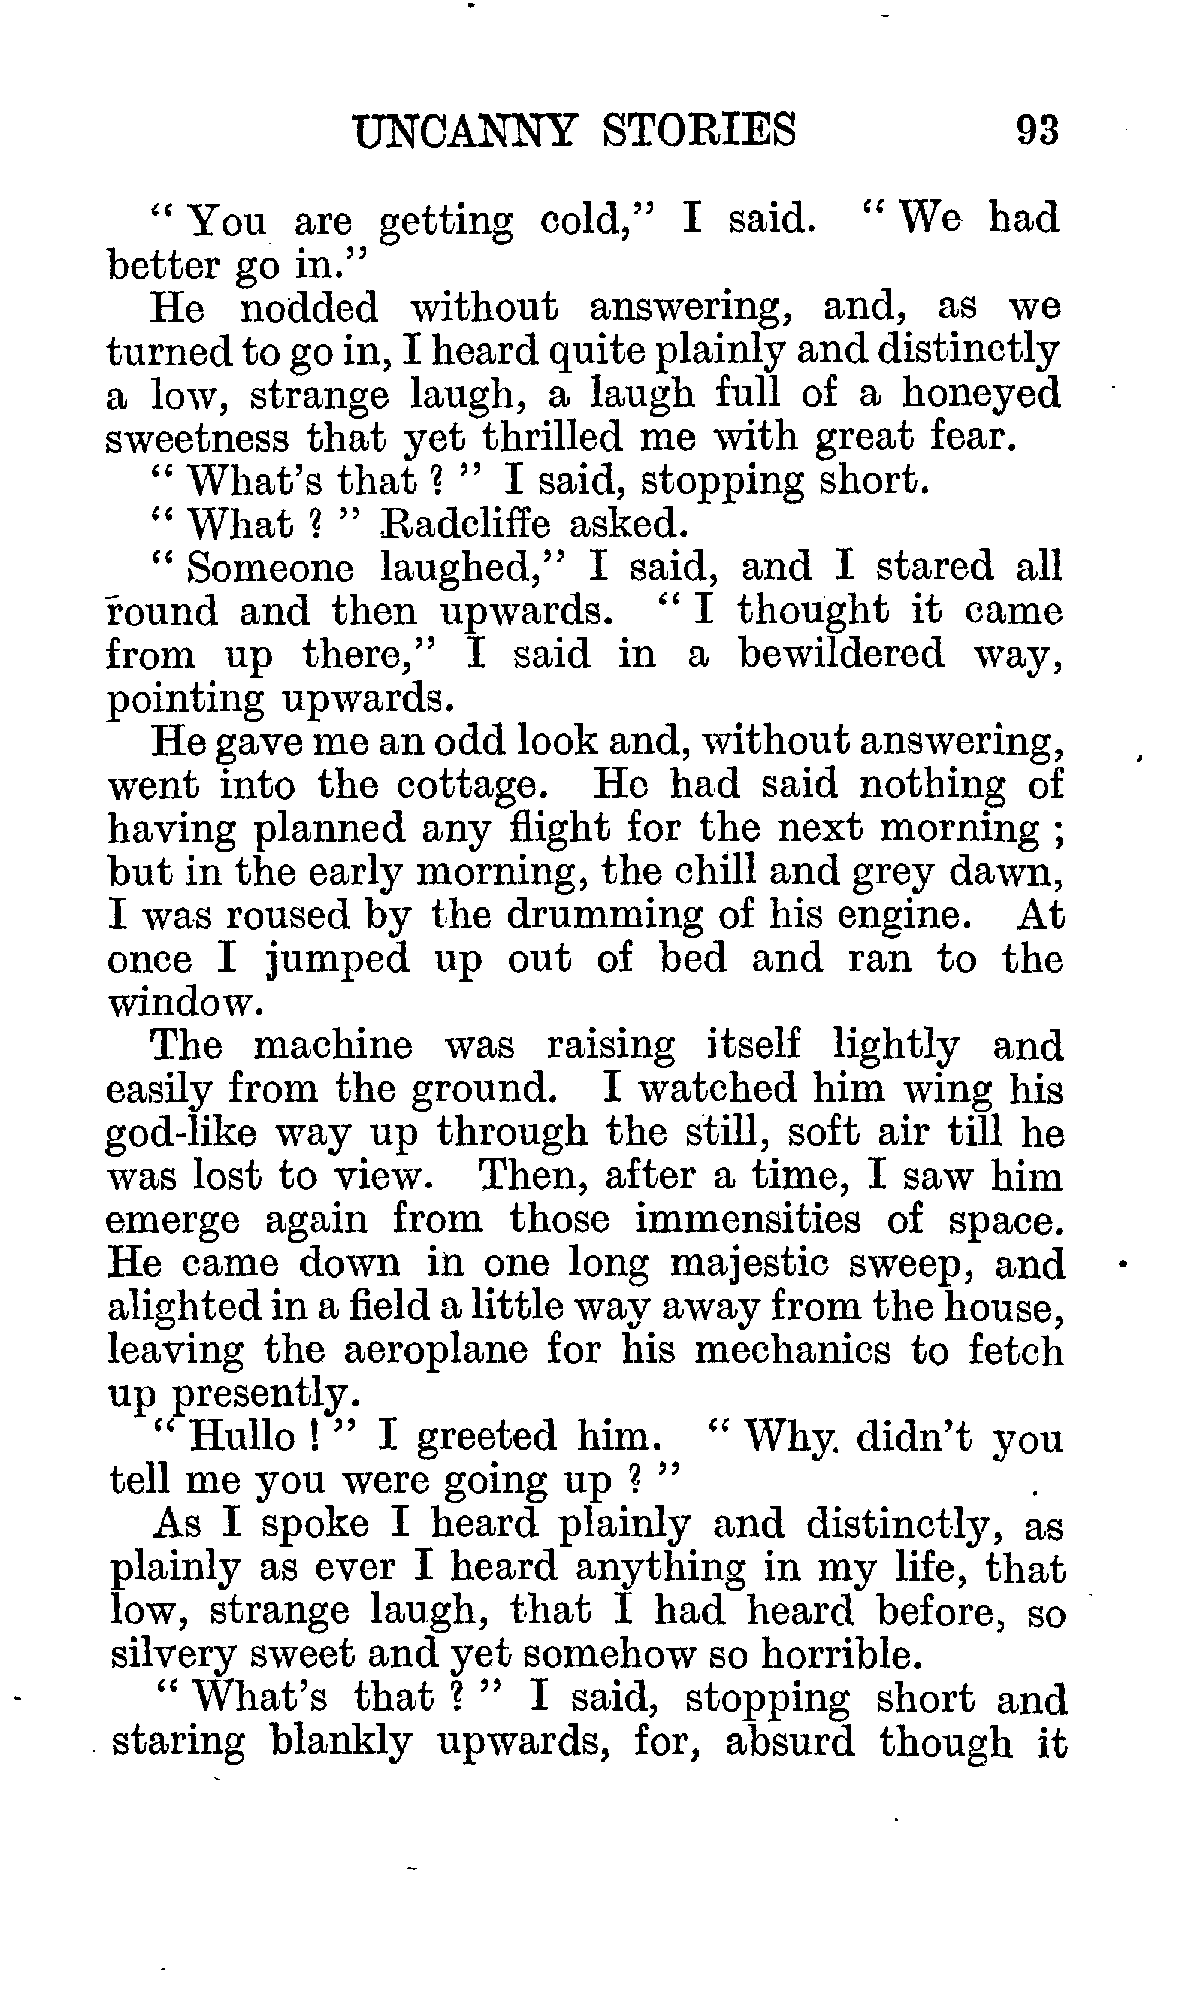 UNCANNY STORIES 93
“ You are getting cold,” I said. “ We had
better go in.”
He nodded without answering, and, as we
turned to go in, I heard quite plainly and distinctly
a low, strange laugh, a laugh full of a honeyed
sweetness that yet thrilled me with great fear.
“ What’s that ? ” I said, stopping short.
“ What ? ” Radcliffe asked.
“ Someone laughed,” I said, and I stared all
round and then upwards. “ I thought it came
from up there,” I said in a bewildered way,
pointing upwards.
He gave me an odd look and, without answering,
went into the cottage. He had said nothing of
having planned any flight for the next morning ;
but in the early morning, the chill and grey dawn,
I was roused by the drumming of his engine. At
once I jumped up out of bed and ran to the
window.
The machine was raising itself lightly and
easily from the ground. I watched him wing his
god-like way up through the still, soft air till he
was lost to view. Then, after a time, I saw him
emerge again from those immensities of space.
He came down in one long majestic sweep, and
alighted in a field a little way away from the house,
leaving the aeroplane for his mechanics to fetch
up presently.
“ Hullo ! ” I greeted him. “ Why. didn’t you
tell me you were going up ? ”
As I spoke I heard plainly and distinctly, as
plainly as ever I heard anything in my life, that
low, strange laugh, that I had heard before, so
silvery sweet and yet somehow so horrible.
“ What’s that ? ” I said, stopping short and
staring blankly upwards, for, absurd though it